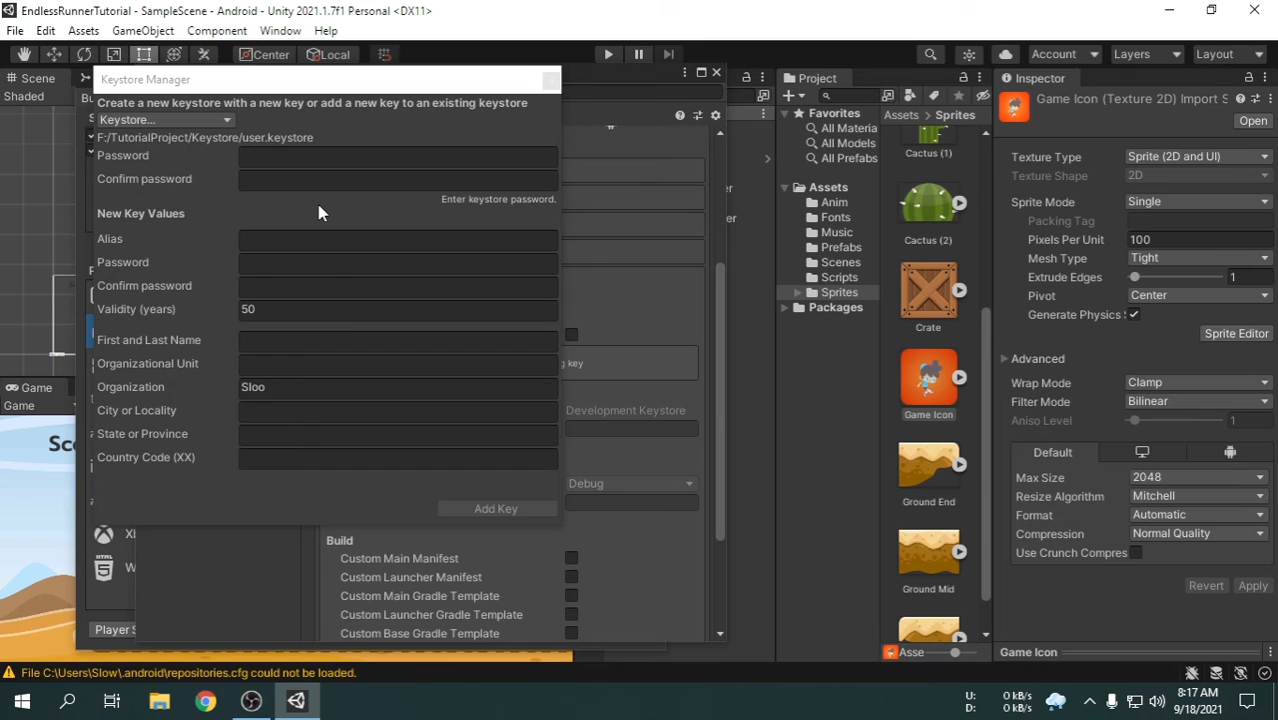 EndlessRunnerTutorial - SampleScene - Android - Unity 2021.1.7f1 Personal <DX11>
File Edit Assets GameObject Component Window Help
Center Local Account Layers Layout
Scene
Shaded
Keystore Manager
Create a new keystore with a new key or add a new key to an existing keystore
Keystore...
F:/TutorialProject/Keystore/user.keystore
Password
Confirm password
Enter keystore password.
New Key Values
Alias
Password
Confirm password
Validity (years) 50
First and Last Name
Organizational Unit
Organization Sloo
City or Locality
State or Province
Country Code (XX)
Add Key
Game
Game
Player S
Development Keystore
Debug
Build
Custom Main Manifest
Custom Launcher Manifest
Custom Main Gradle Template
Custom Launcher Gradle Template
Custom Base Gradle Template
Project
Favorites
All Materia
All Models
All Prefabs
Assets
Anim
Fonts
Music
Prefabs
Scenes
Scripts
Sprites
Packages
Assets Sprites
Cactus (1)
Cactus (2)
Crate
Game Icon
Ground End
Ground Mid
Asse
Inspector
Game Icon (Texture 2D) Import S
Open
Texture Type Sprite (2D and UI)
Texture Shape 2D
Sprite Mode Single
Packing Tag
Pixels Per Unit 100
Mesh Type Tight
Extrude Edges 1
Pivot Center
Generate Physics S
Sprite Editor
Advanced
Wrap Mode Clamp
Filter Mode Bilinear
Aniso Level 1
Default
Max Size 2048
Resize Algorithm Mitchell
Format Automatic
Compression Normal Quality
Use Crunch Compres
Revert Apply
Game Icon
File C:\Users\Slow\.android\repositories.cfg could not be loaded.
U: 0 kB/s
D: 0 kB/s
8:17 AM
9/18/2021